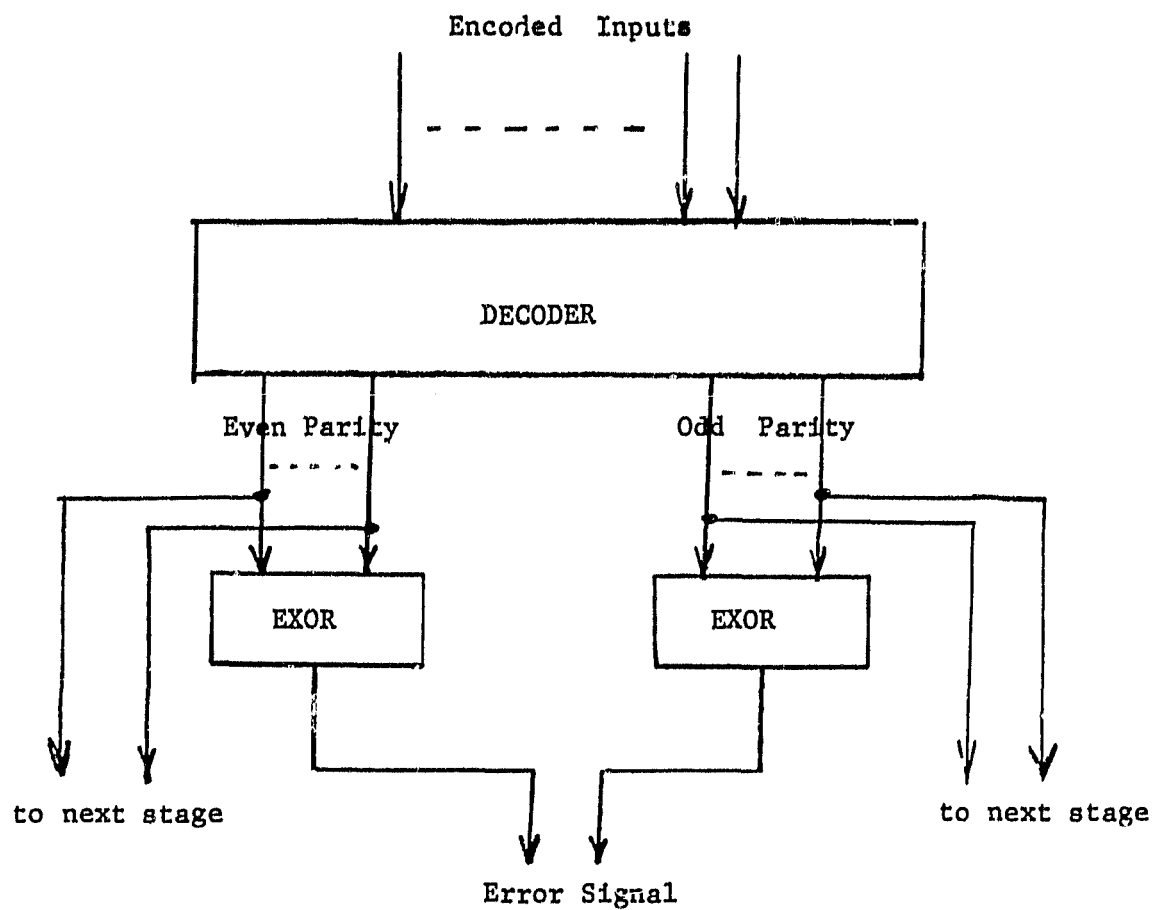 Encoded Inputs
DECODER
Even Parity
Odd Parity
EXOR
EXOR
to next stage
to next stage
Error Signal